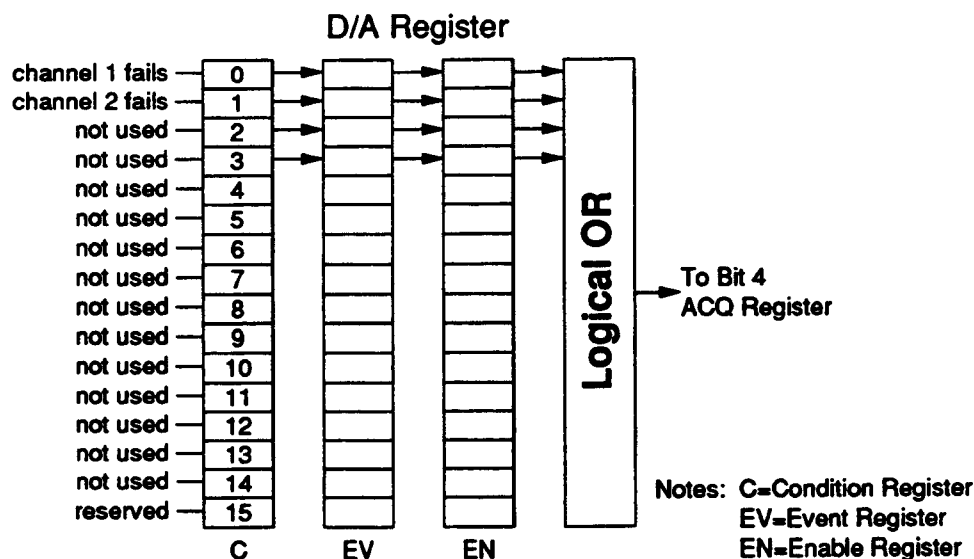 D/A Register
channel 1 fails 0
channel 2 fails 1
not used 2
not used 3
not used 4
not used 5
not used 6
not used 7
not used 8
not used 9
not used 10
not used 11
not used 12
not used 13
not used 14
reserved 15
C EV EN
Logical OR
To Bit 4
ACQ Register
Notes: C=Condition Register
EV=Event Register
EN=Enable Register